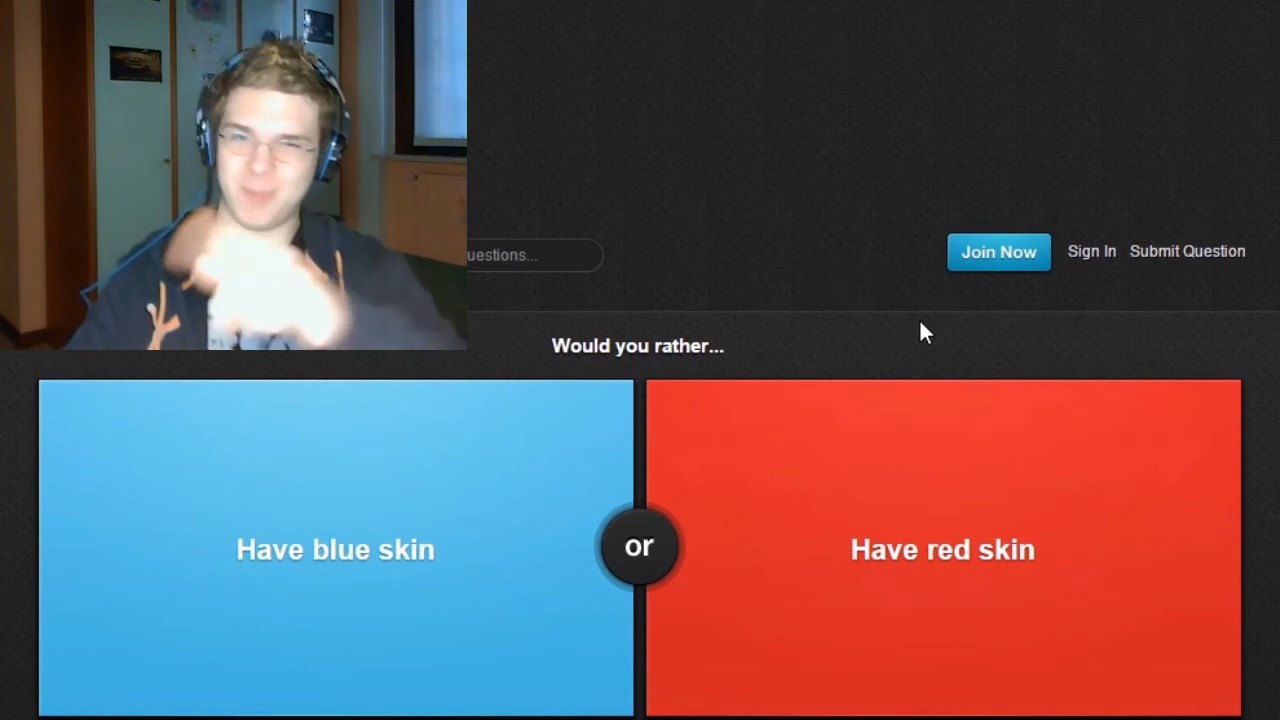 uestions...
Join Now
Sign In
Submit Question
Would you rather...
Have blue skin
or
Have red skin